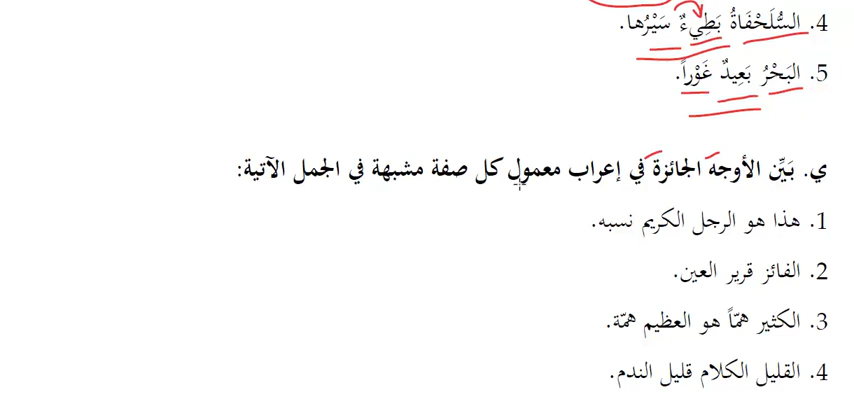 4. السُّلَحْفَاةُ بَطِيءٌ سَيْرُها.
5. البَحْرُ بَعِيدٌ غَوْراً.
ي. بَيِّن الأوجه الجائزة في إعراب معمول كل صفة مشبهة في الجمل الآتية:
1. هذا هو الرجل الكريم نسبه.
2. الفائز قرير العين.
3. الكثير همّاً هو العظيم همّة.
4. القليل الكلام قليل الندم.